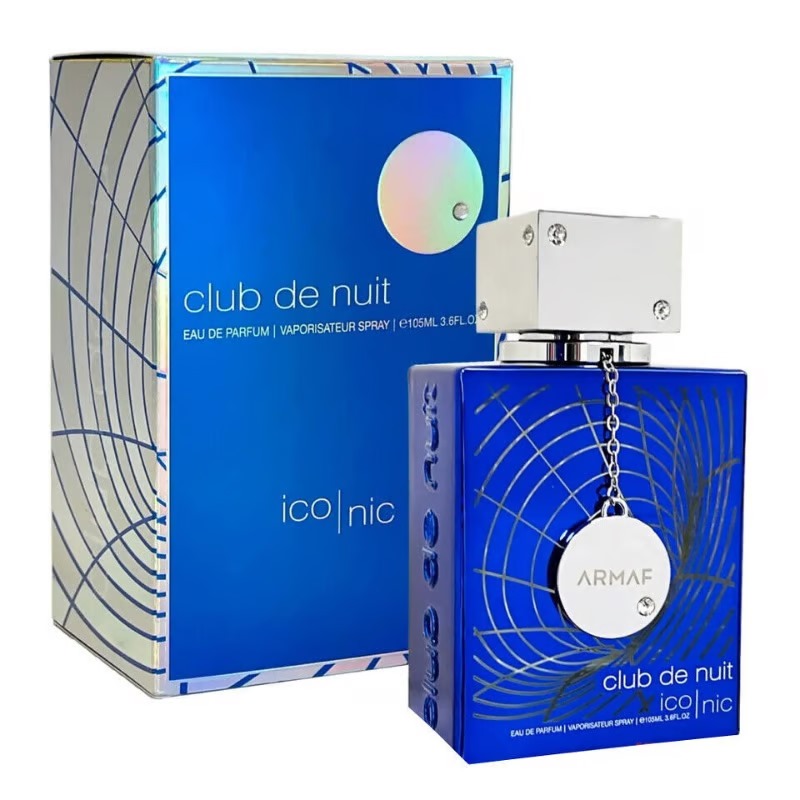 club de nuit
EAU DE PARFUM | VAPORISATEUR SPRAY | ℮105ML 3.6FL.OZ
ico|nic
ARMAF
club de nuit
ico|nic
EAU DE PARFUM | VAPORISATEUR SPRAY | ℮105ML 3.6FL.OZ
blue de nuit